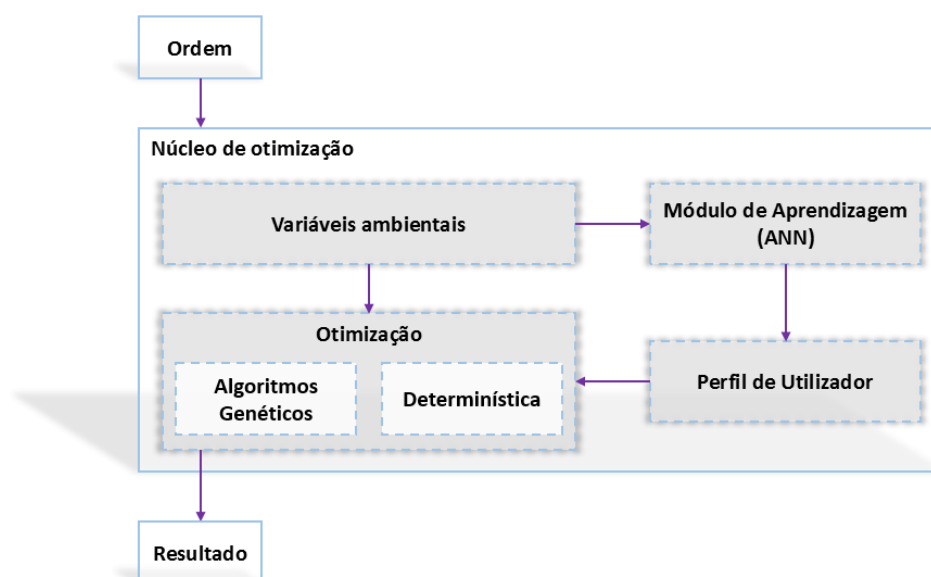 Ordem
Núcleo de otimização
Variáveis ambientais
Módulo de Aprendizagem
(ANN)
Otimização
Algoritmos
Genéticos
Determinística
Perfil de Utilizador
Resultado